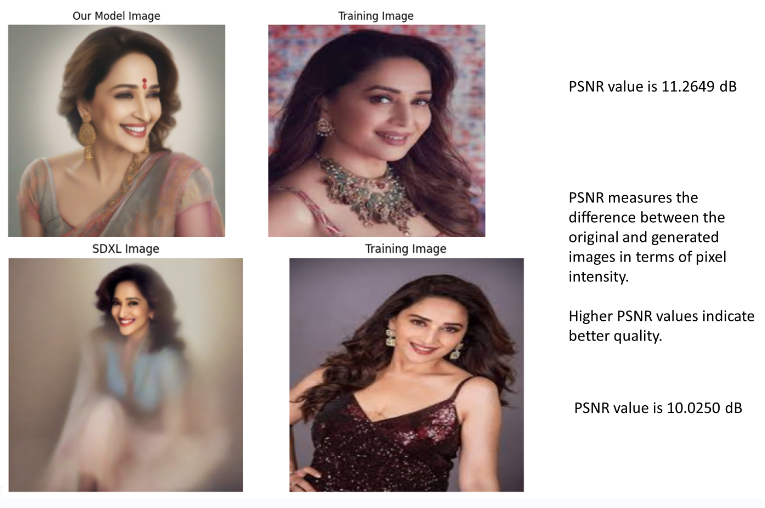 Our Model Image
Training Image
PSNR value is 11.2649 dB
PSNR measures the
difference between the
original and generated
images in terms of pixel
intensity.
SDXL Image
Training Image
Higher PSNR values indicate
better quality.
PSNR value is 10.0250 dB